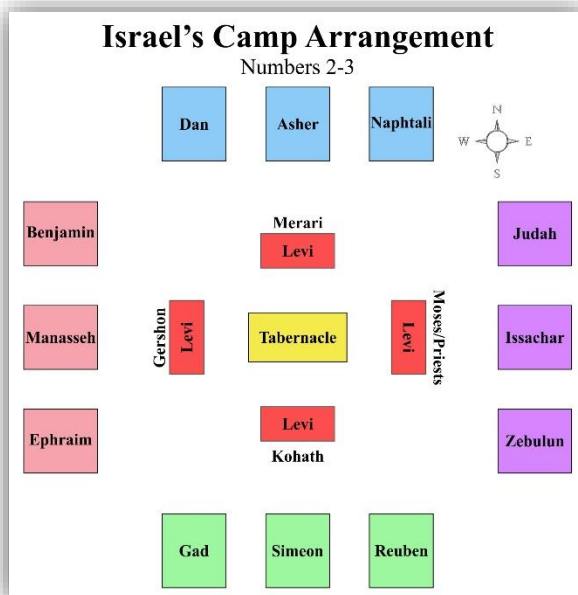 Israel's Camp Arrangement
Numbers 2-3
Dan
Asher
Naphtali
N
W
E
S
Benjamin
Merari
Levi
Judah
Manasseh
Gershon
Levi
Tabernacle
Levi
Moses/Priests
Issachar
Ephraim
Levi
Kohath
Zebulun
Gad
Simeon
Reuben